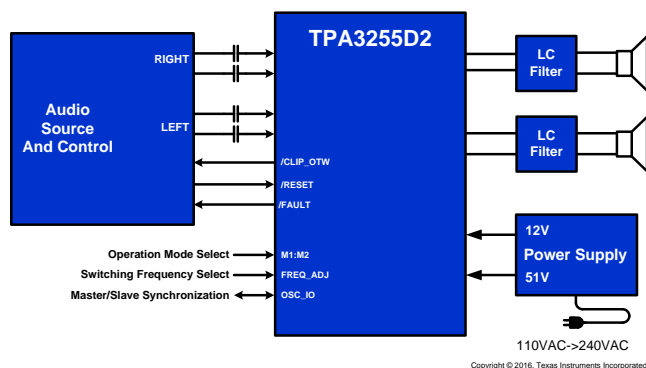 TPA3255D2
RIGHT
LEFT
Audio
Source
And Control
/CLIP_OTW
/RESET
/FAULT
Operation Mode Select
M1:M2
Switching Frequency Select
FREQ_ADJ
Master/Slave Synchronization
OSC_IO
LC
Filter
LC
Filter
12V
Power Supply
51V
110VAC->240VAC
Copyright © 2016, Texas Instruments Incorporated